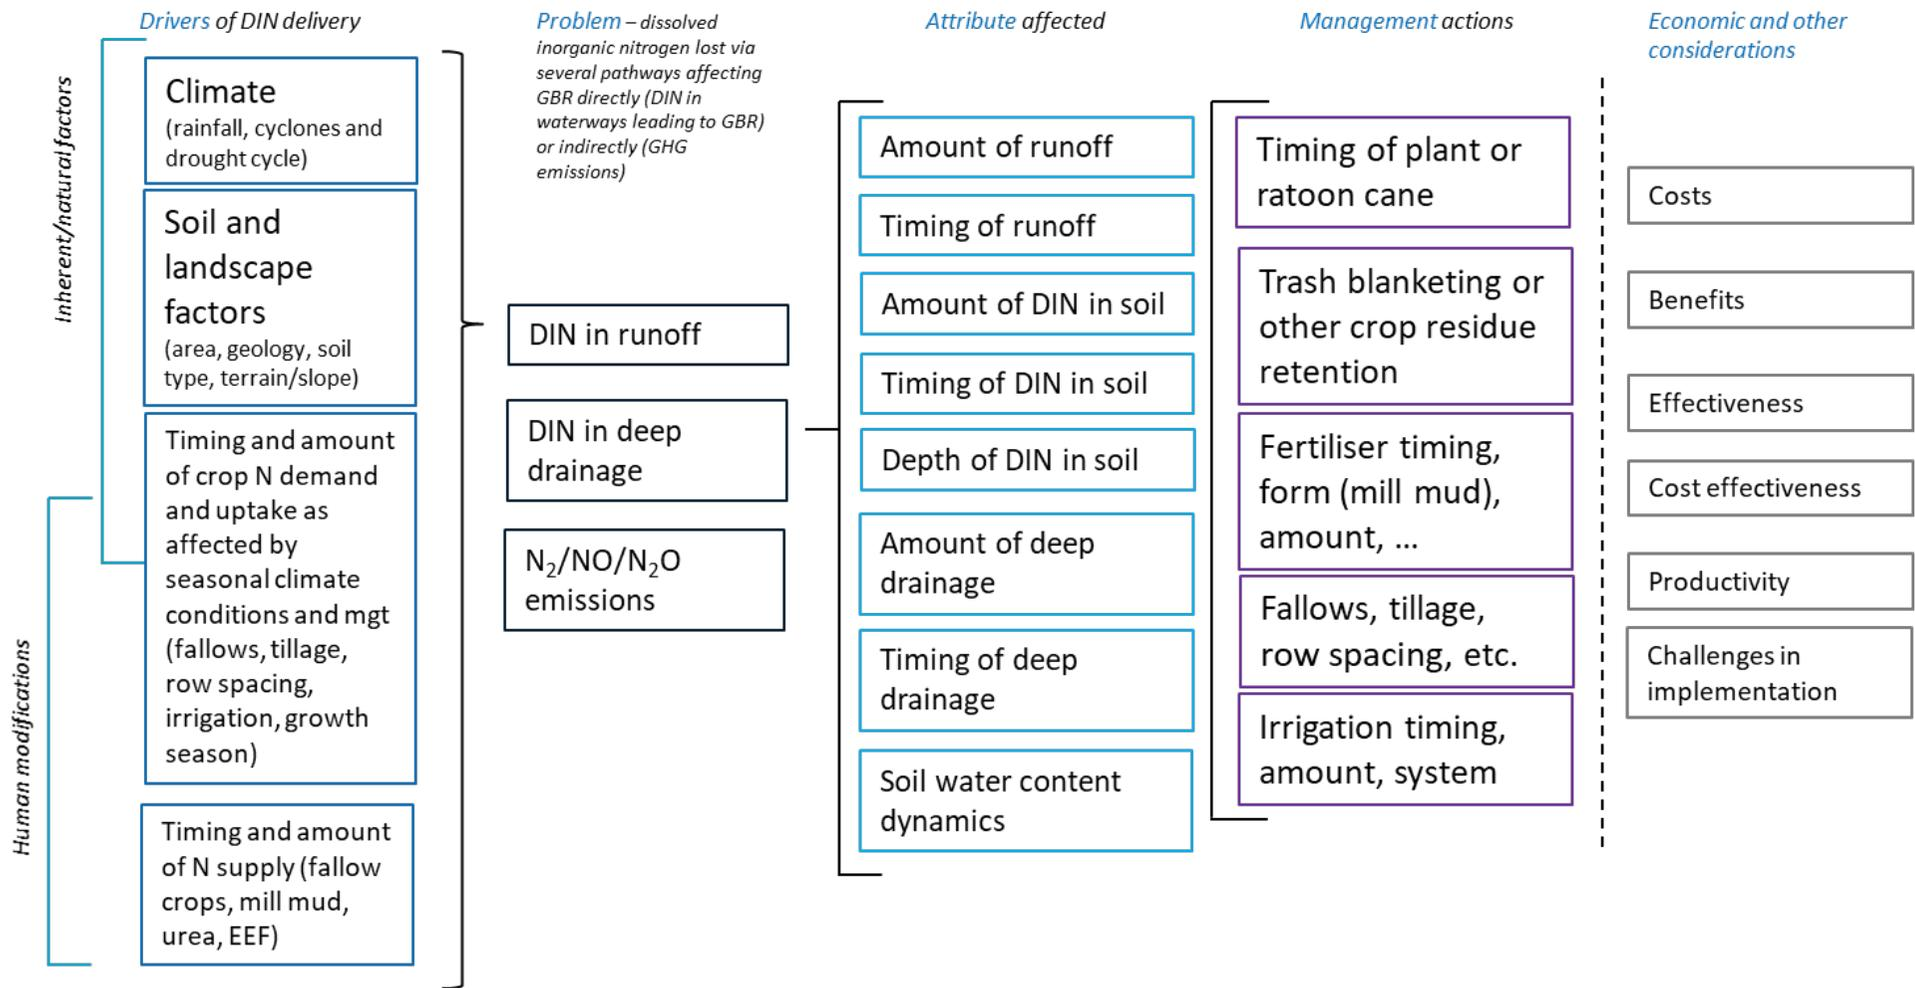 Drivers of DIN delivery
Inherent/natural factors
Human modifications
Climate
(rainfall, cyclones and
drought cycle)
Soil and
landscape
factors
(area, geology, soil
type, terrain/slope)
Timing and amount
of crop N demand
and uptake as
affected by
seasonal climate
conditions and mgt
(fallows, tillage,
row spacing,
irrigation, growth
season)
Timing and amount
of N supply (fallow
crops, mill mud,
urea, EEF)
Problem – dissolved
inorganic nitrogen lost via
several pathways affecting
GBR directly (DIN in
waterways leading to GBR)
or indirectly (GHG
emissions)
DIN in runoff
DIN in deep
drainage
N₂/NO/N₂O
emissions
Attribute affected
Amount of runoff
Timing of runoff
Amount of DIN in soil
Timing of DIN in soil
Depth of DIN in soil
Amount of deep
drainage
Timing of deep
drainage
Soil water content
dynamics
Management actions
Timing of plant or
ratoon cane
Trash blanketing or
other crop residue
retention
Fertiliser timing,
form (mill mud),
amount, ...
Fallows, tillage,
row spacing, etc.
Irrigation timing,
amount, system
Economic and other
considerations
Costs
Benefits
Effectiveness
Cost effectiveness
Productivity
Challenges in
implementation